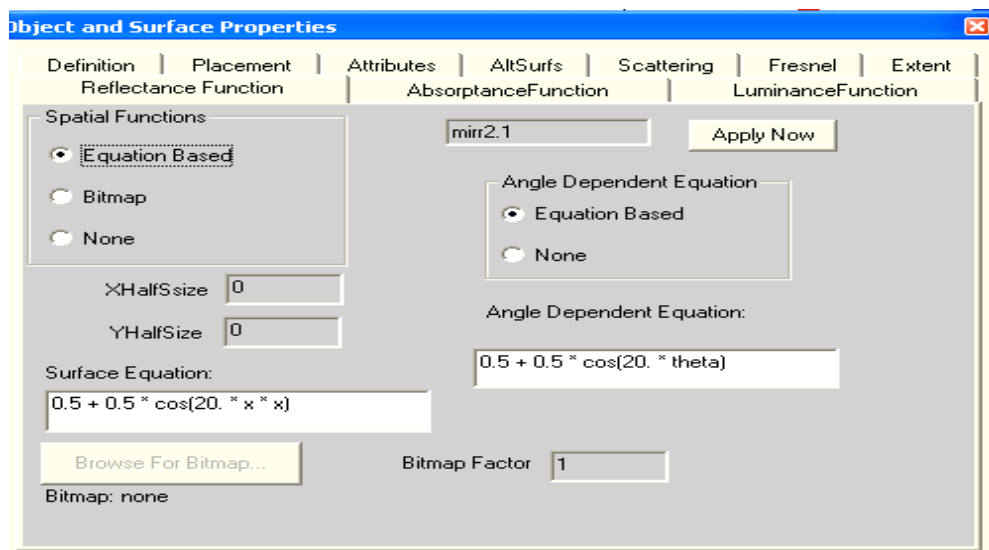 Object and Surface Properties
Definition Placement Attributes AltSurfs Scattering Fresnel Extent
Reflectance Function AbsorptanceFunction LuminanceFunction
Spatial Functions
Equation Based
Bitmap
None
mirr2.1
Apply Now
Angle Dependent Equation
Equation Based
None
XHalfSsize 0
YHalfSize 0
Angle Dependent Equation:
0.5 + 0.5 * cos(20. * theta)
Surface Equation:
0.5 + 0.5 * cos(20. * x * x)
Browse For Bitmap...
Bitmap Factor 1
Bitmap: none